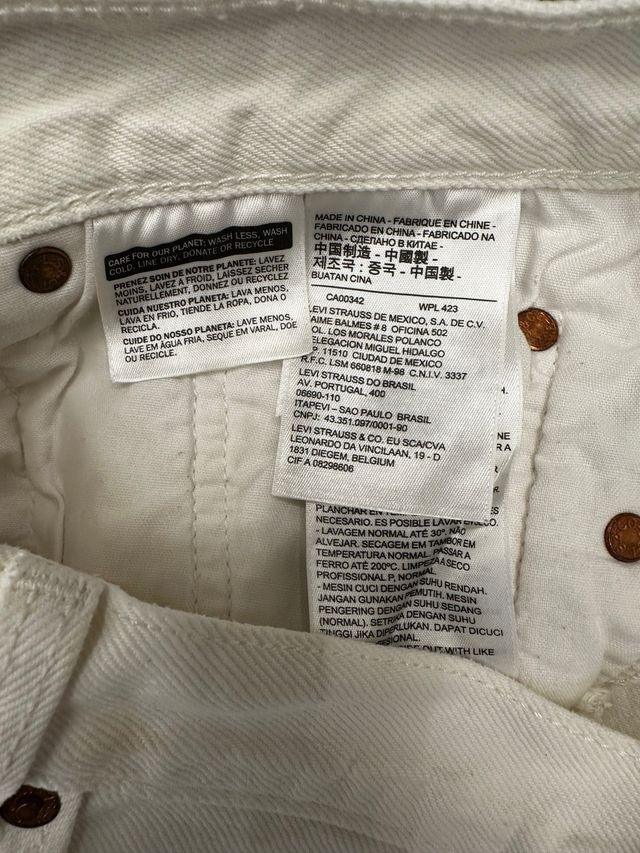 CARE FOR OUR PLANET: WASH LESS, WASH
COLD, LINE DRY, DONATE OR RECYCLE
PRENEZ SOIN DE NOTRE PLANETE: LAVEZ
MOINS, LAVEZ A FROID, LAISSEZ SECHER
NATURELLEMENT, DONNEZ OU RECYCLEZ
CUIDA NUESTRO PLANETA: LAVA MENOS,
LAVA EN FRIO, TIENDE LA ROPA, DONA O
RECICLA.
CUIDE DO NOSSO PLANETA: LAVE MENOS,
LAVE EM ÁGUA FRIA, SEQUE EM VARAL, DOE
OU RECICLE.
MADE IN CHINA - FABRIQUE EN CHINE -
FABRICADO EN CHINA - FABRICADO NA
CHINA - СДЕЛАНО В КИТАЕ -
中国制造 - 中國製 -
제조국 : 중국 - 中国製 -
BUATAN CINA
CA00342 WPL 423
LEVI STRAUSS DE MEXICO, S.A. DE C.V.
JAIME BALMES # 8 OFICINA 502
COL. LOS MORALES POLANCO
DELEGACION MIGUEL HIDALGO
P. 11510 CIUDAD DE MEXICO
R.F.C. LSM 660818 M-98 C.N.I.V. 3337
LEVI STRAUSS DO BRASIL
AV. PORTUGAL, 400
06690-110
ITAPEVI – SAO PAULO BRASIL
CNPJ: 43.351.097/0001-90
LEVI STRAUSS & CO. EU SCA/CVA
LEONARDO DA VINCILAAN, 19 - D
1831 DIEGEM, BELGIUM
CIF A 08298606
PLANCHAR EN
NECESARIO. ES POSIBLE LAVAR EN SECO.
- LAVAGEM NORMAL ATÉ 30º. NÃO
ALVEJAR. SECAGEM EM TAMBOR EM
TEMPERATURA NORMAL. PASSAR A
FERRO ATÉ 200ºC. LIMPEZA A SECO
PROFISSIONAL P, NORMAL
- MESIN CUCI DENGAN SUHU RENDAH.
JANGAN GUNAKAN PEMUTIH. MESIN
PENGERING DENGAN SUHU SEDANG
(NORMAL). SETRIKA DENGAN SUHU
TINGGI JIKA DIPERLUKAN. DAPAT DICUCI
OUT WITH LIKE